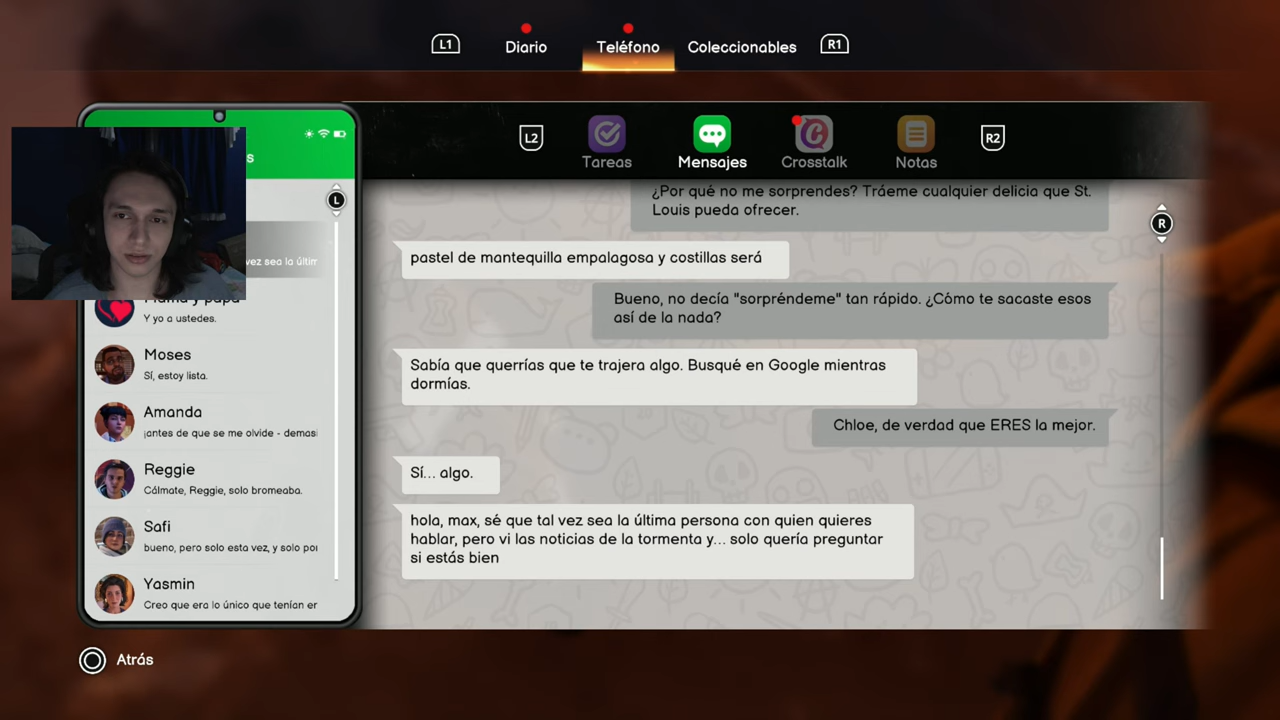 L1
Diario
Teléfono
Coleccionables
R1
L2
Tareas
Mensajes
Crosstalk
Notas
R2
s
L
vez sea la últim
Mamá y papá
Y yo a ustedes.
Moses
Sí, estoy lista.
Amanda
¡antes de que se me olvide - demasi
Reggie
Cálmate, Reggie, solo bromeaba.
Safi
bueno, pero solo esta vez, y solo por
Yasmin
Creo que era lo único que tenían er
¿Por qué no me sorprendes? Tráeme cualquier delicia que St.
Louis pueda ofrecer.
R
pastel de mantequilla empalagosa y costillas será
Bueno, no decía "sorpréndeme" tan rápido. ¿Cómo te sacaste esos
así de la nada?
Sabía que querrías que te trajera algo. Busqué en Google mientras
dormías.
Chloe, de verdad que ERES la mejor.
Sí... algo.
hola, max, sé que tal vez sea la última persona con quien quieres
hablar, pero vi las noticias de la tormenta y... solo quería preguntar
si estás bien
Atrás